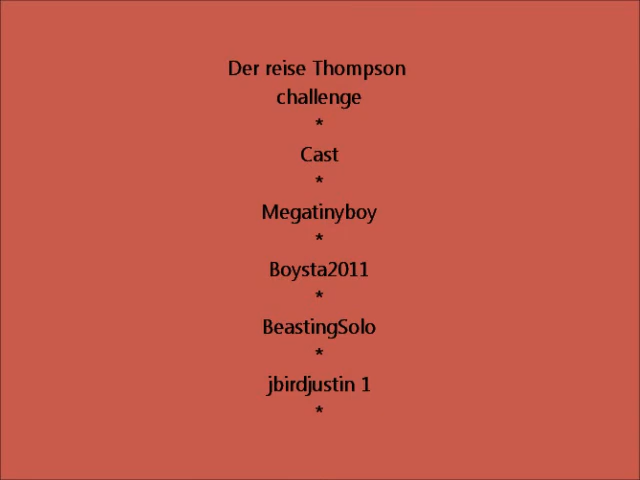 Der reise Thompson
challenge
*
Cast
*
Megatinyboy
*
Boysta2011
*
BeastingSolo
*
jbirdjustin 1
*